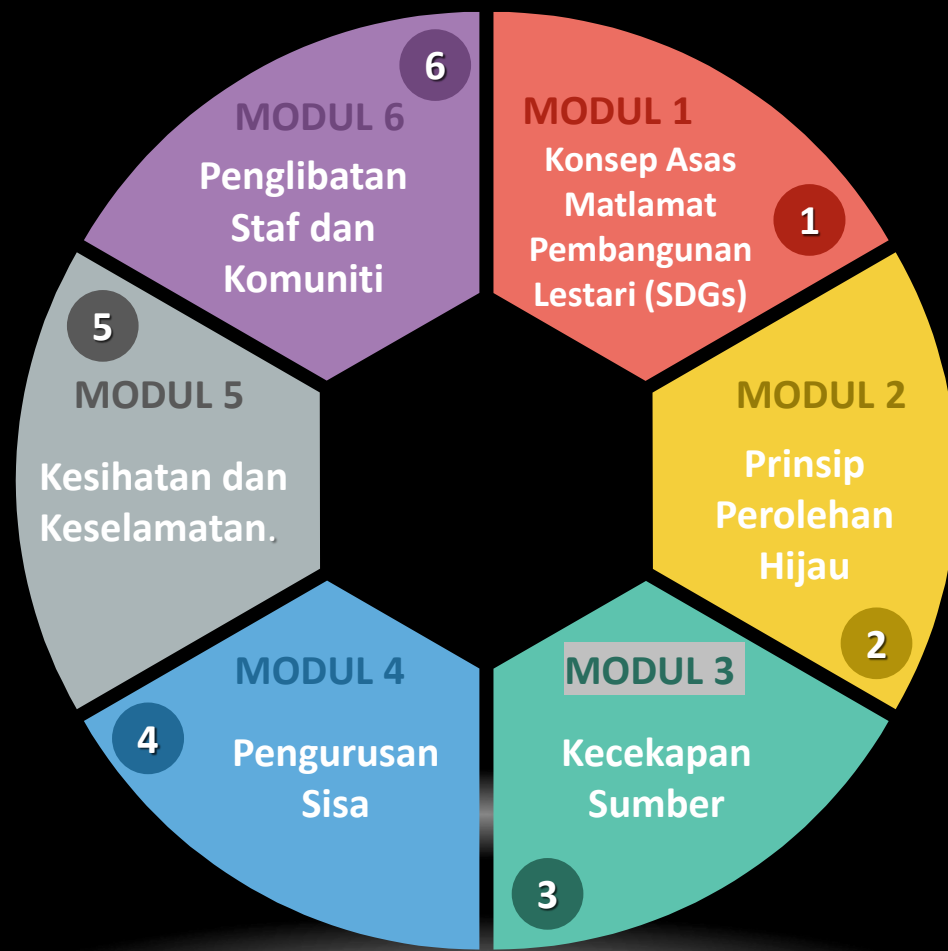 MODUL 1
Konsep Asas
Matlamat
Pembangunan
Lestari (SDGs)
1
MODUL 2
Prinsip
Perolehan
Hijau
2
MODUL 3
Kecekapan
Sumber
3
MODUL 4
Pengurusan
Sisa
4
5
MODUL 5
Kesihatan dan
Keselamatan.
6
MODUL 6
Penglibatan
Staf dan
Komuniti